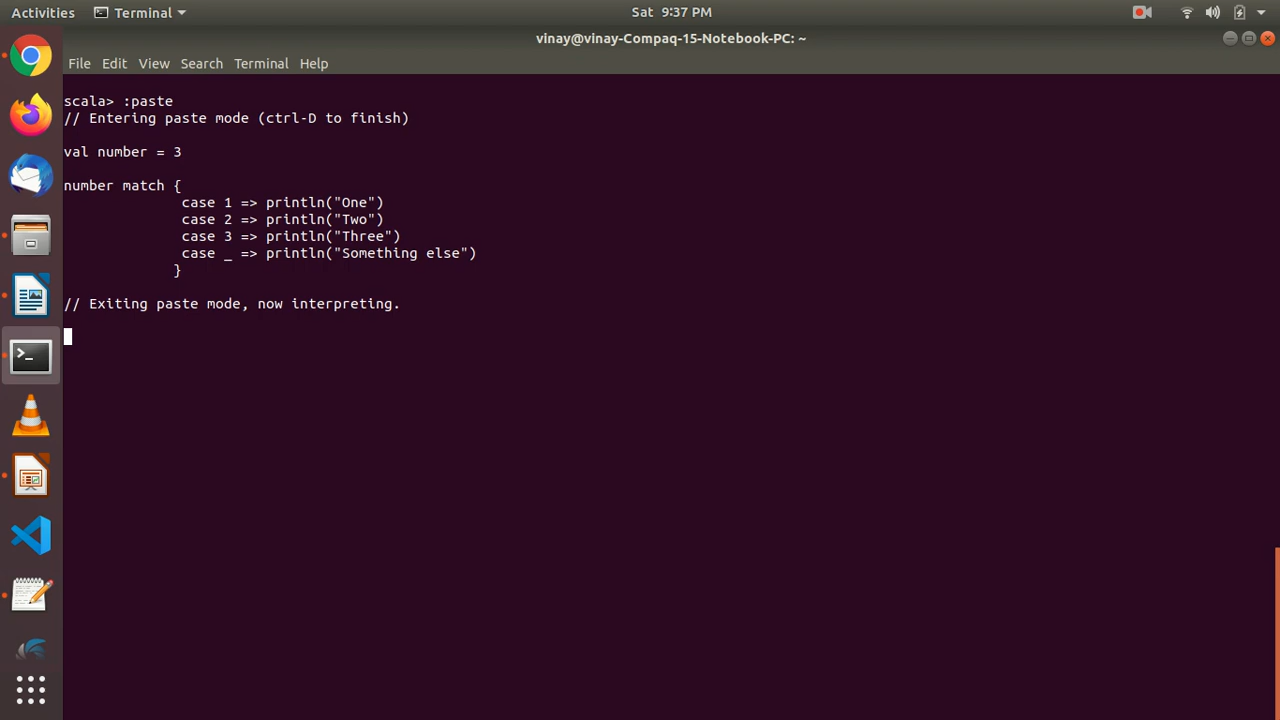 Activities Terminal Sat 9:37 PM
vinay@vinay-Compaq-15-Notebook-PC: ~
File Edit View Search Terminal Help
scala> :paste
// Entering paste mode (ctrl-D to finish)
val number = 3
number match {
case 1 => println("One")
case 2 => println("Two")
case 3 => println("Three")
case _ => println("Something else")
}
// Exiting paste mode, now interpreting.